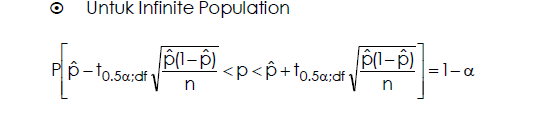 ⊙ Untuk Infinite Population
P[p̂ − t₀.₅α;df √(p̂(1−p̂)/n) < p < p̂ + t₀.₅α;df √(p̂(1−p̂)/n)] = 1 − α